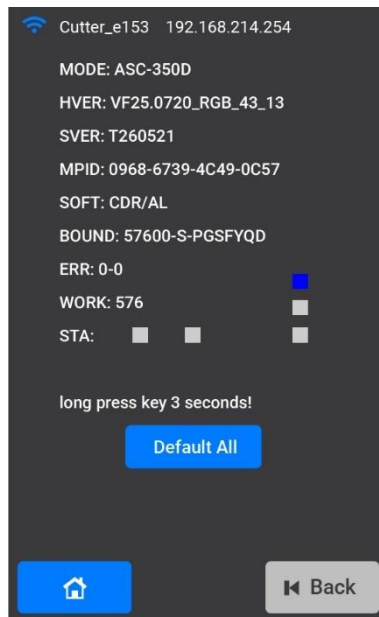 Cutter_e153 192.168.214.254
MODE: ASC-350D
HVER: VF25.0720_RGB_43_13
SVER: T260521
MPID: 0968-6739-4C49-0C57
SOFT: CDR/AL
BOUND: 57600-S-PGSFYQD
ERR: 0-0
WORK: 576
STA:
long press key 3 seconds!
Default All
Back